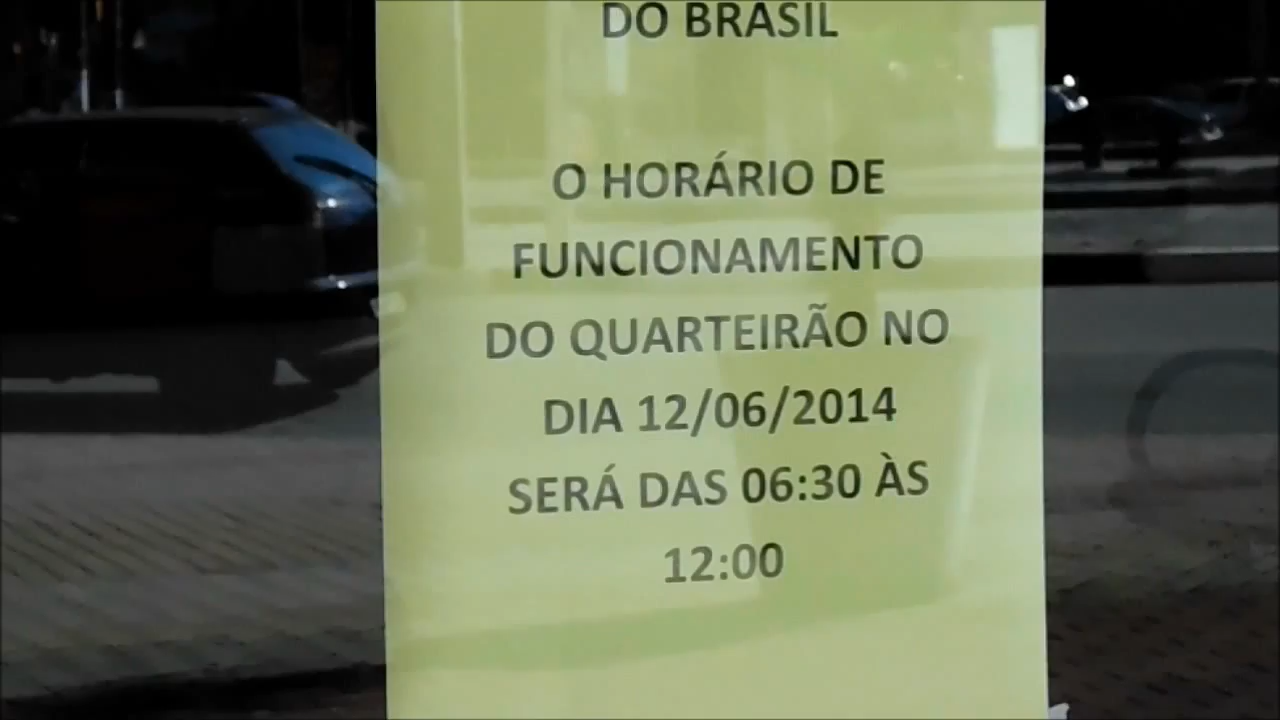 DO BRASIL
O HORÁRIO DE
FUNCIONAMENTO
DO QUARTEIRÃO NO
DIA 12/06/2014
SERÁ DAS 06:30 ÀS
12:00